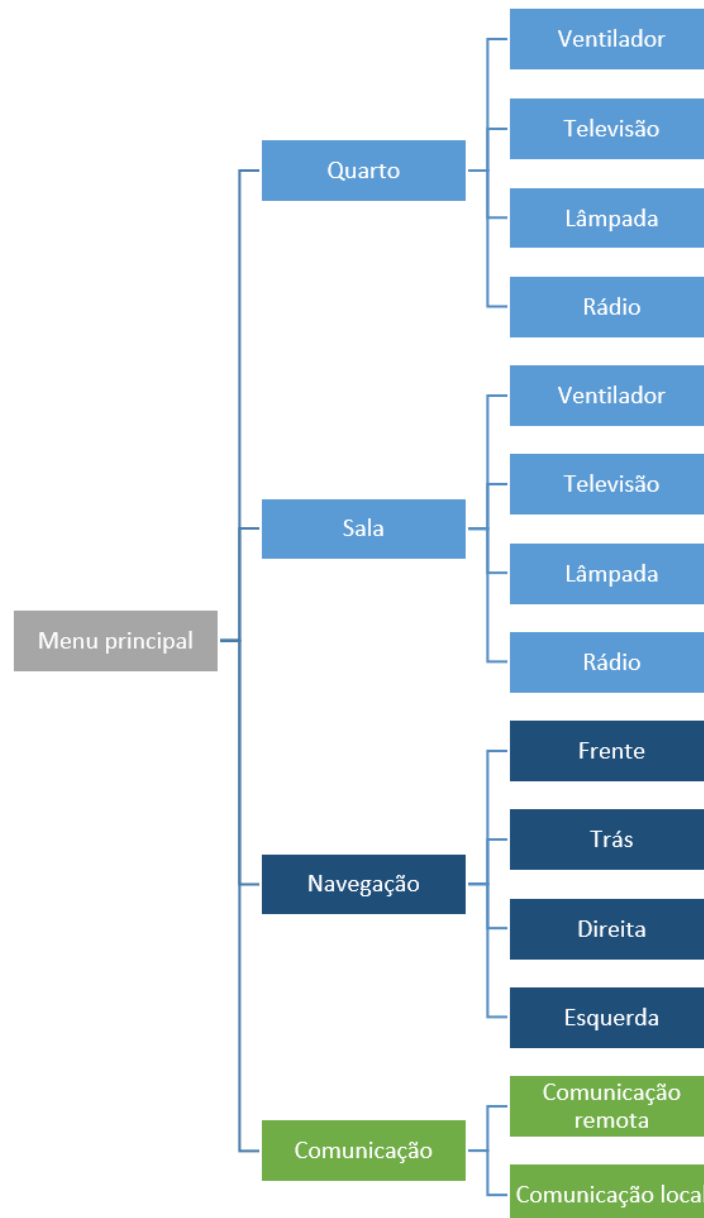 Menu principal
Quarto
Ventilador
Televisão
Lâmpada
Rádio
Sala
Ventilador
Televisão
Lâmpada
Rádio
Navegação
Frente
Trás
Direita
Esquerda
Comunicação
Comunicação
remota
Comunicação local